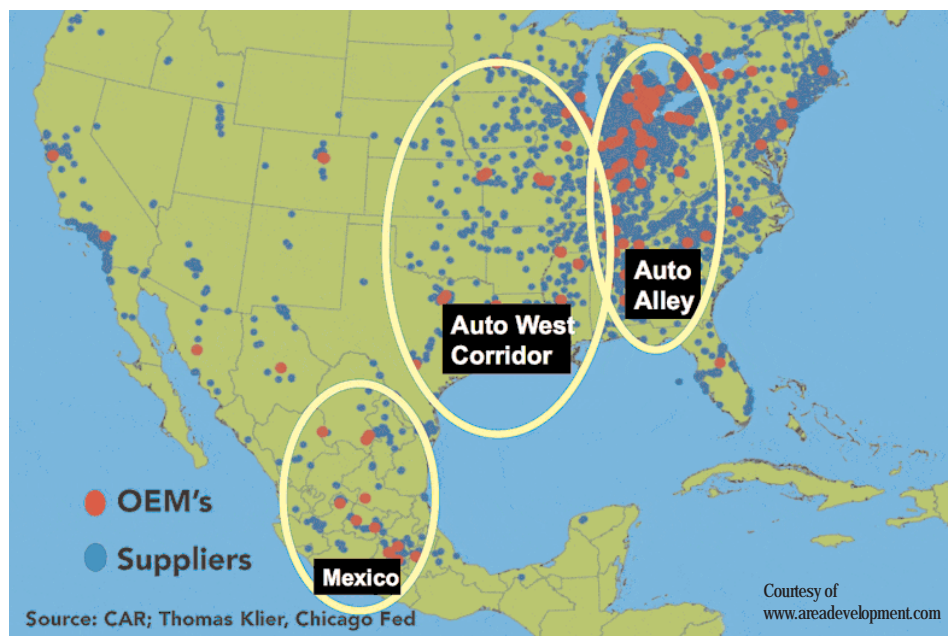 Auto
Alley
Auto West
Corridor
OEM's
Suppliers
Mexico
Source: CAR; Thomas Klier, Chicago Fed
Courtesy of
www.areadevelopment.com